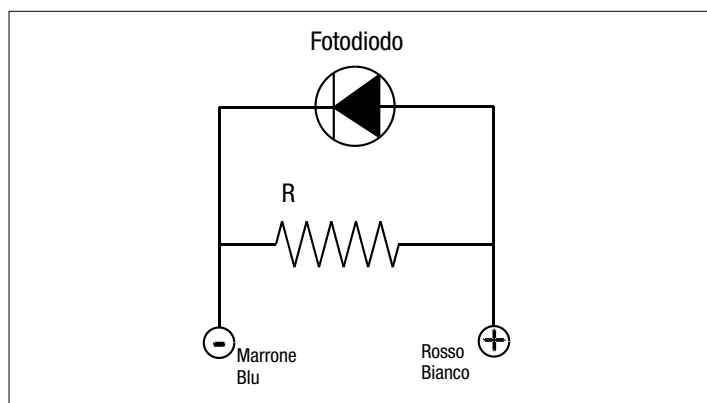 Fotodiodo
R
-
+
Marrone
Blu
Rosso
Bianco